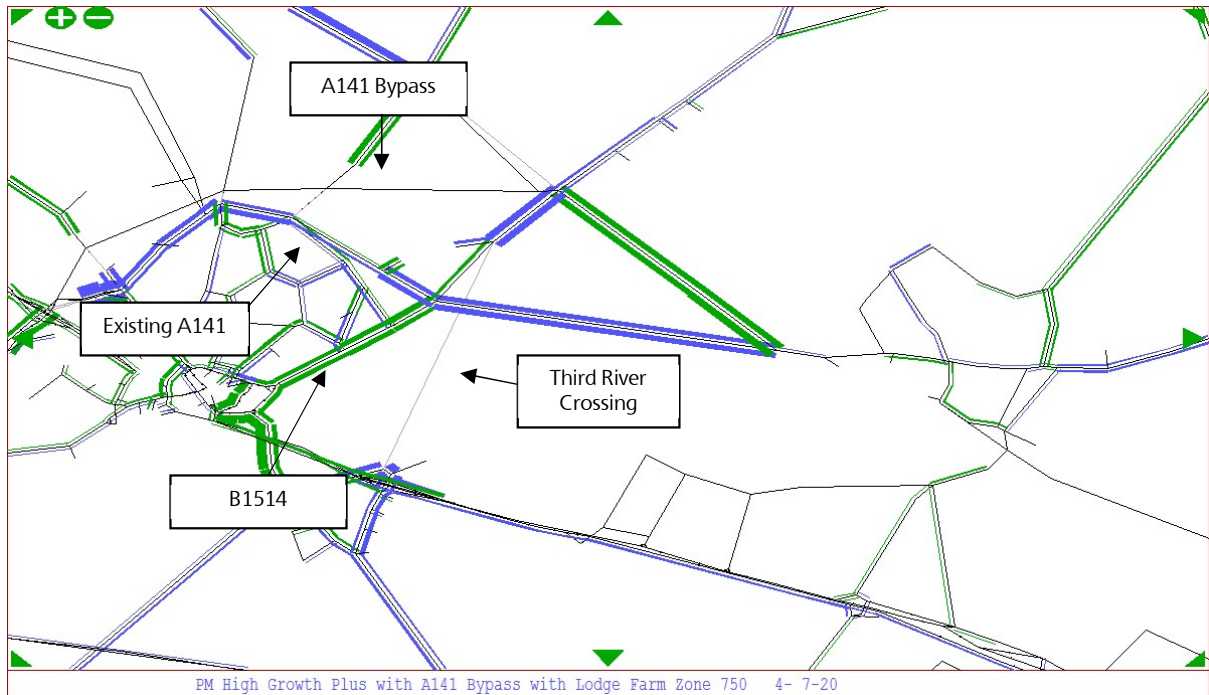 A141 Bypass
Existing A141
Third River
Crossing
B1514
PM High Growth Plus with A141 Bypass with Lodge Farm Zone 750 4- 7-20